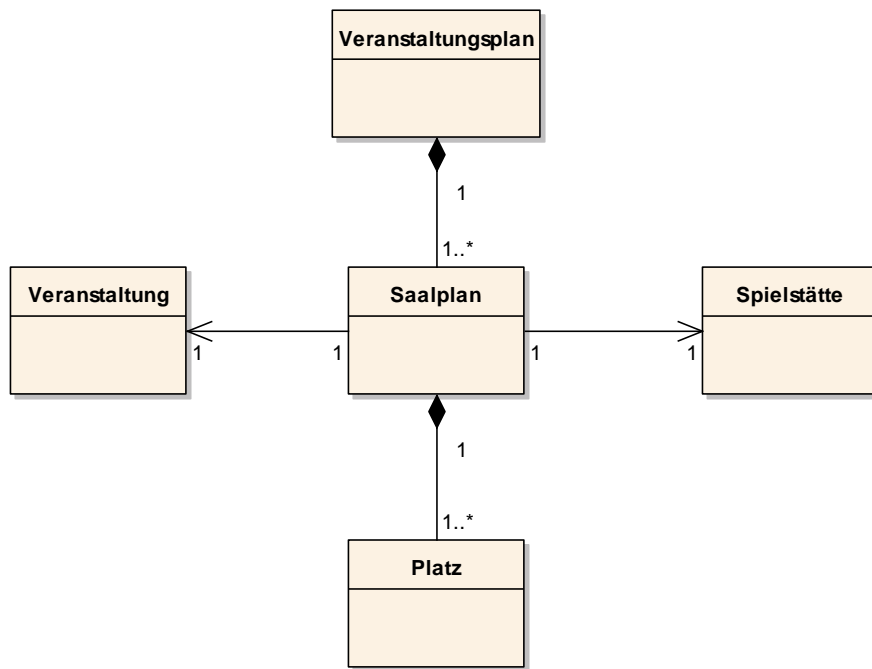 Veranstaltungsplan
1
1..*
Veranstaltung
Saalplan
Spielstätte
1
1
1
1
1
1..*
Platz